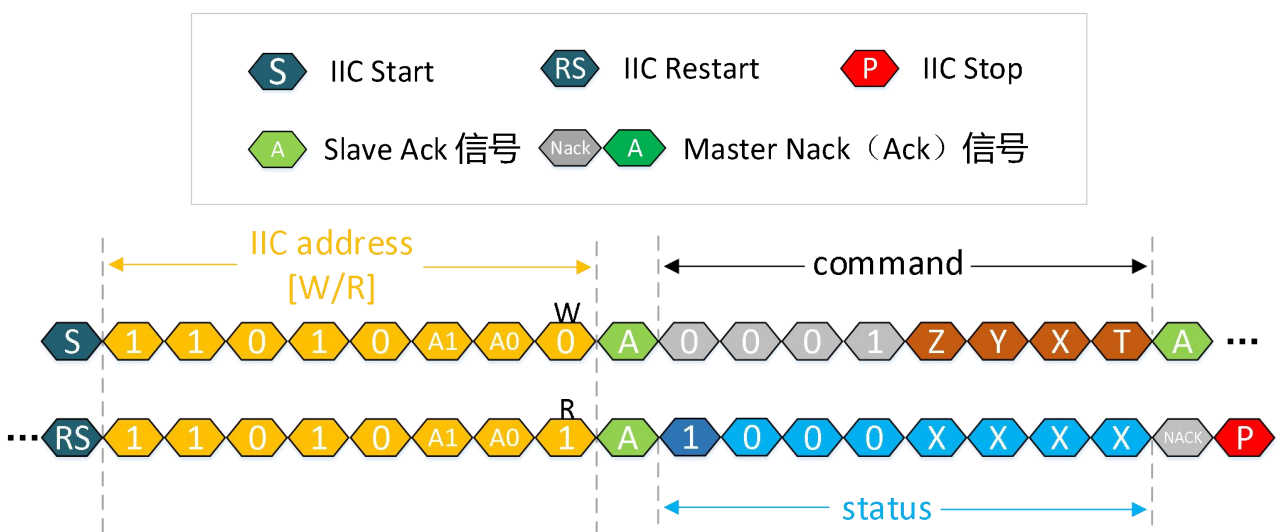 S IIC Start RS IIC Restart P IIC Stop
A Slave Ack 信号 Nack A Master Nack（Ack）信号
IIC address
[W/R]
command
W
S 1 1 0 1 0 A1 A0 0 A 0 0 0 1 Z Y X T A ...
R
... RS 1 1 0 1 0 A1 A0 1 A 1 0 0 0 X X X X NACK P
status